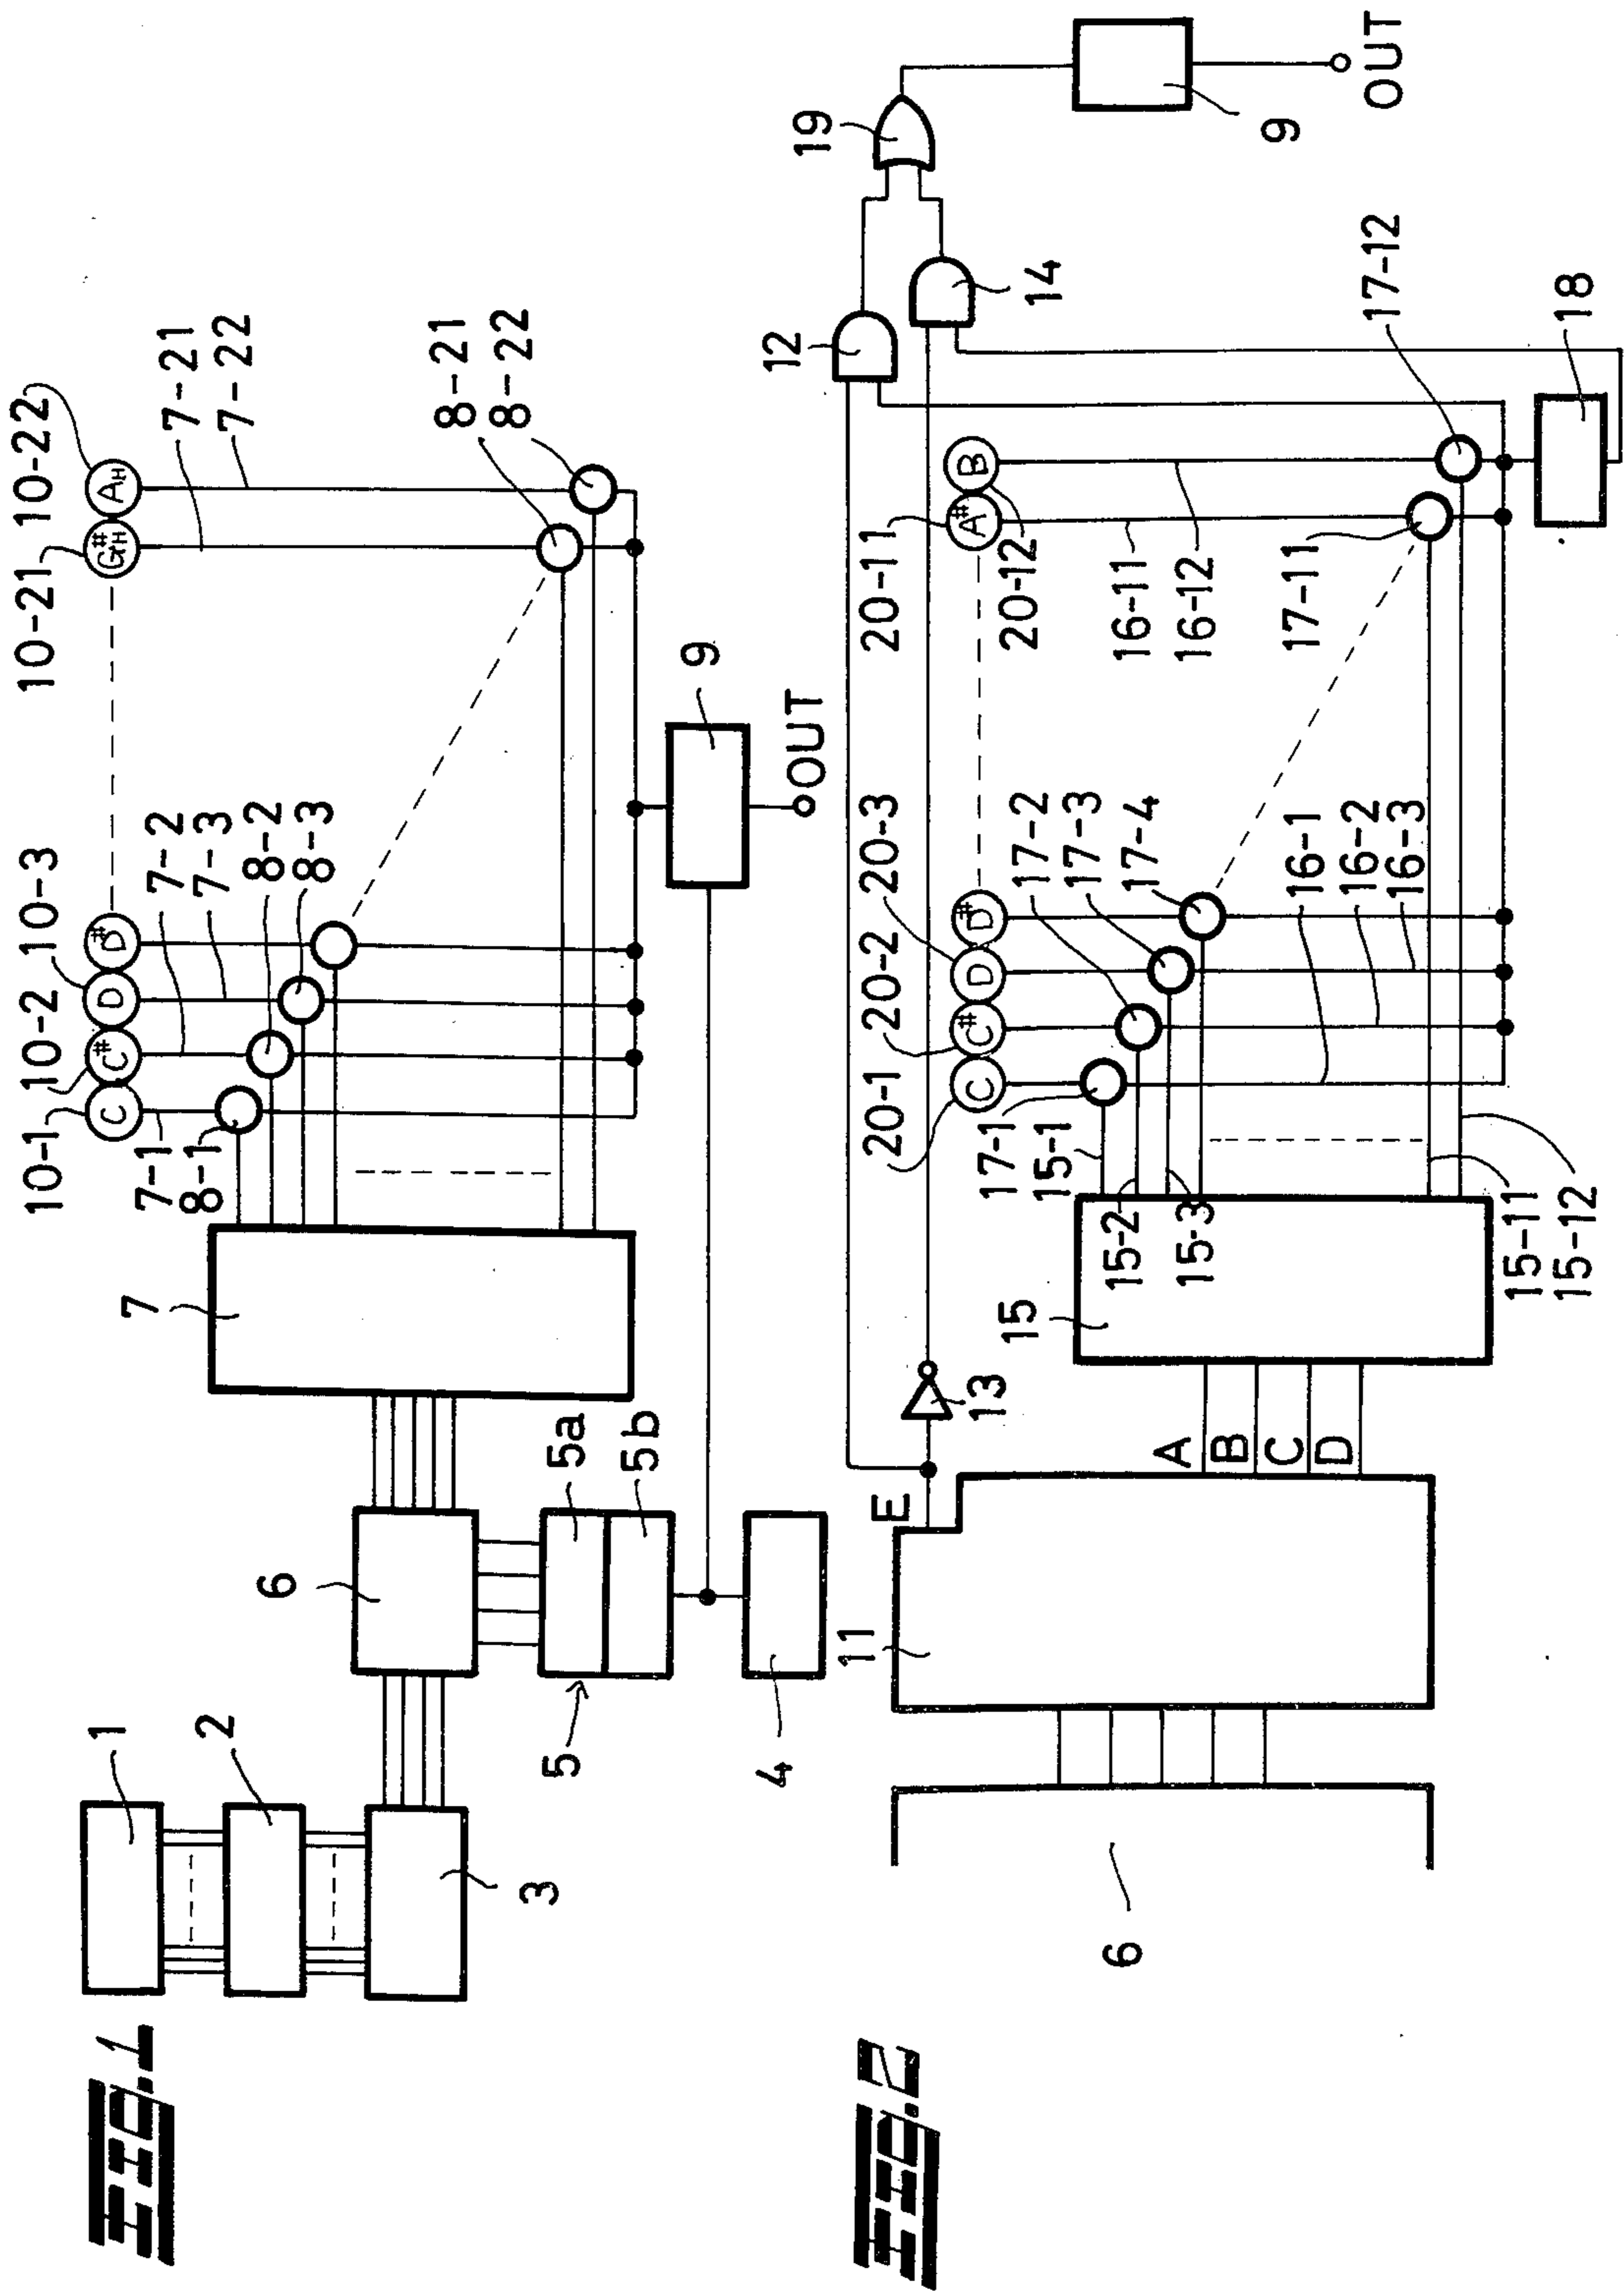 FIG.1
1
2
3
4
5
5a
5b
6
7
10-1
10-2
10-3
10-21
10-22
C
C#
D
D#
G#H
AH
7-1
8-1
7-2
7-3
8-2
8-3
7-21
7-22
8-21
8-22
9
OUT
FIG.2
6
11
E
A
B
C
D
13
15
15-1
15-2
15-3
15-11
15-12
17-1
20-1
20-2
20-3
C
C#
D
D#
A#
B
17-2
17-3
17-4
16-1
16-2
16-3
20-11
20-12
16-11
16-12
17-11
17-12
12
14
18
19
9
OUT